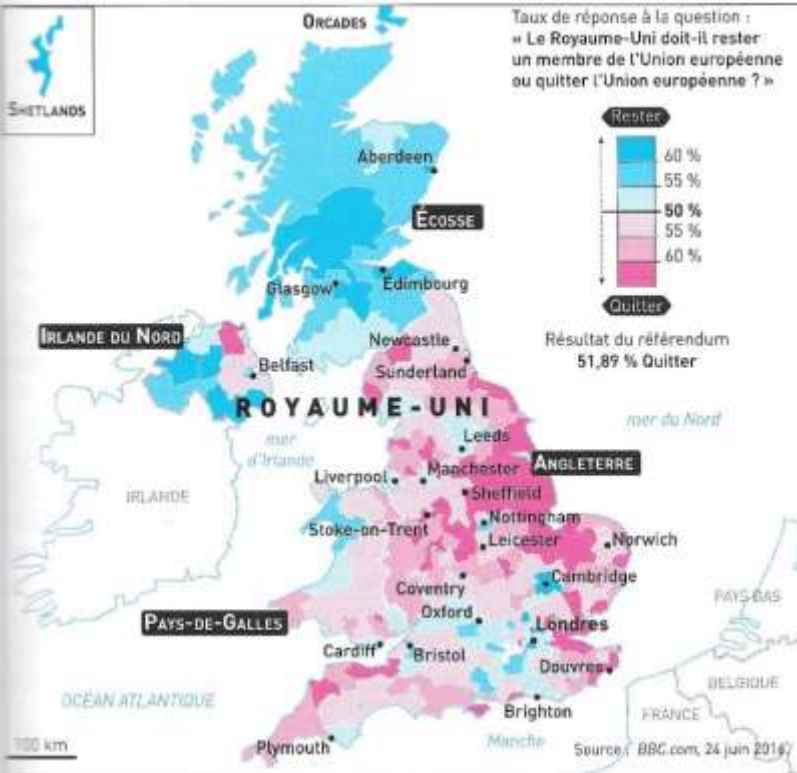 ORCADES
SHETLANDS
Taux de réponse à la question :
« Le Royaume-Uni doit-il rester
un membre de l'Union européenne
ou quitter l'Union européenne ? »
Rester
60 %
55 %
50 %
55 %
60 %
Quitter
Résultat du référendum
51,89 % Quitter
Aberdeen
ÉCOSSE
Glasgow
Édimbourg
IRLANDE DU NORD
Belfast
Newcastle
Sunderland
ROYAUME-UNI
mer du Nord
mer
d'Irlande
Leeds
ANGLETERRE
Liverpool
Manchester
Sheffield
IRLANDE
Stoke-on-Trent
Nottingham
Leicester
Norwich
Coventry
Cambridge
PAYS-BAS
Oxford
PAYS-DE-GALLES
Londres
Cardiff
Bristol
Douvres
BELGIQUE
OCÉAN ATLANTIQUE
Brighton
FRANCE
100 km
Plymouth
Manche
Source : BBC.com, 24 juin 2016